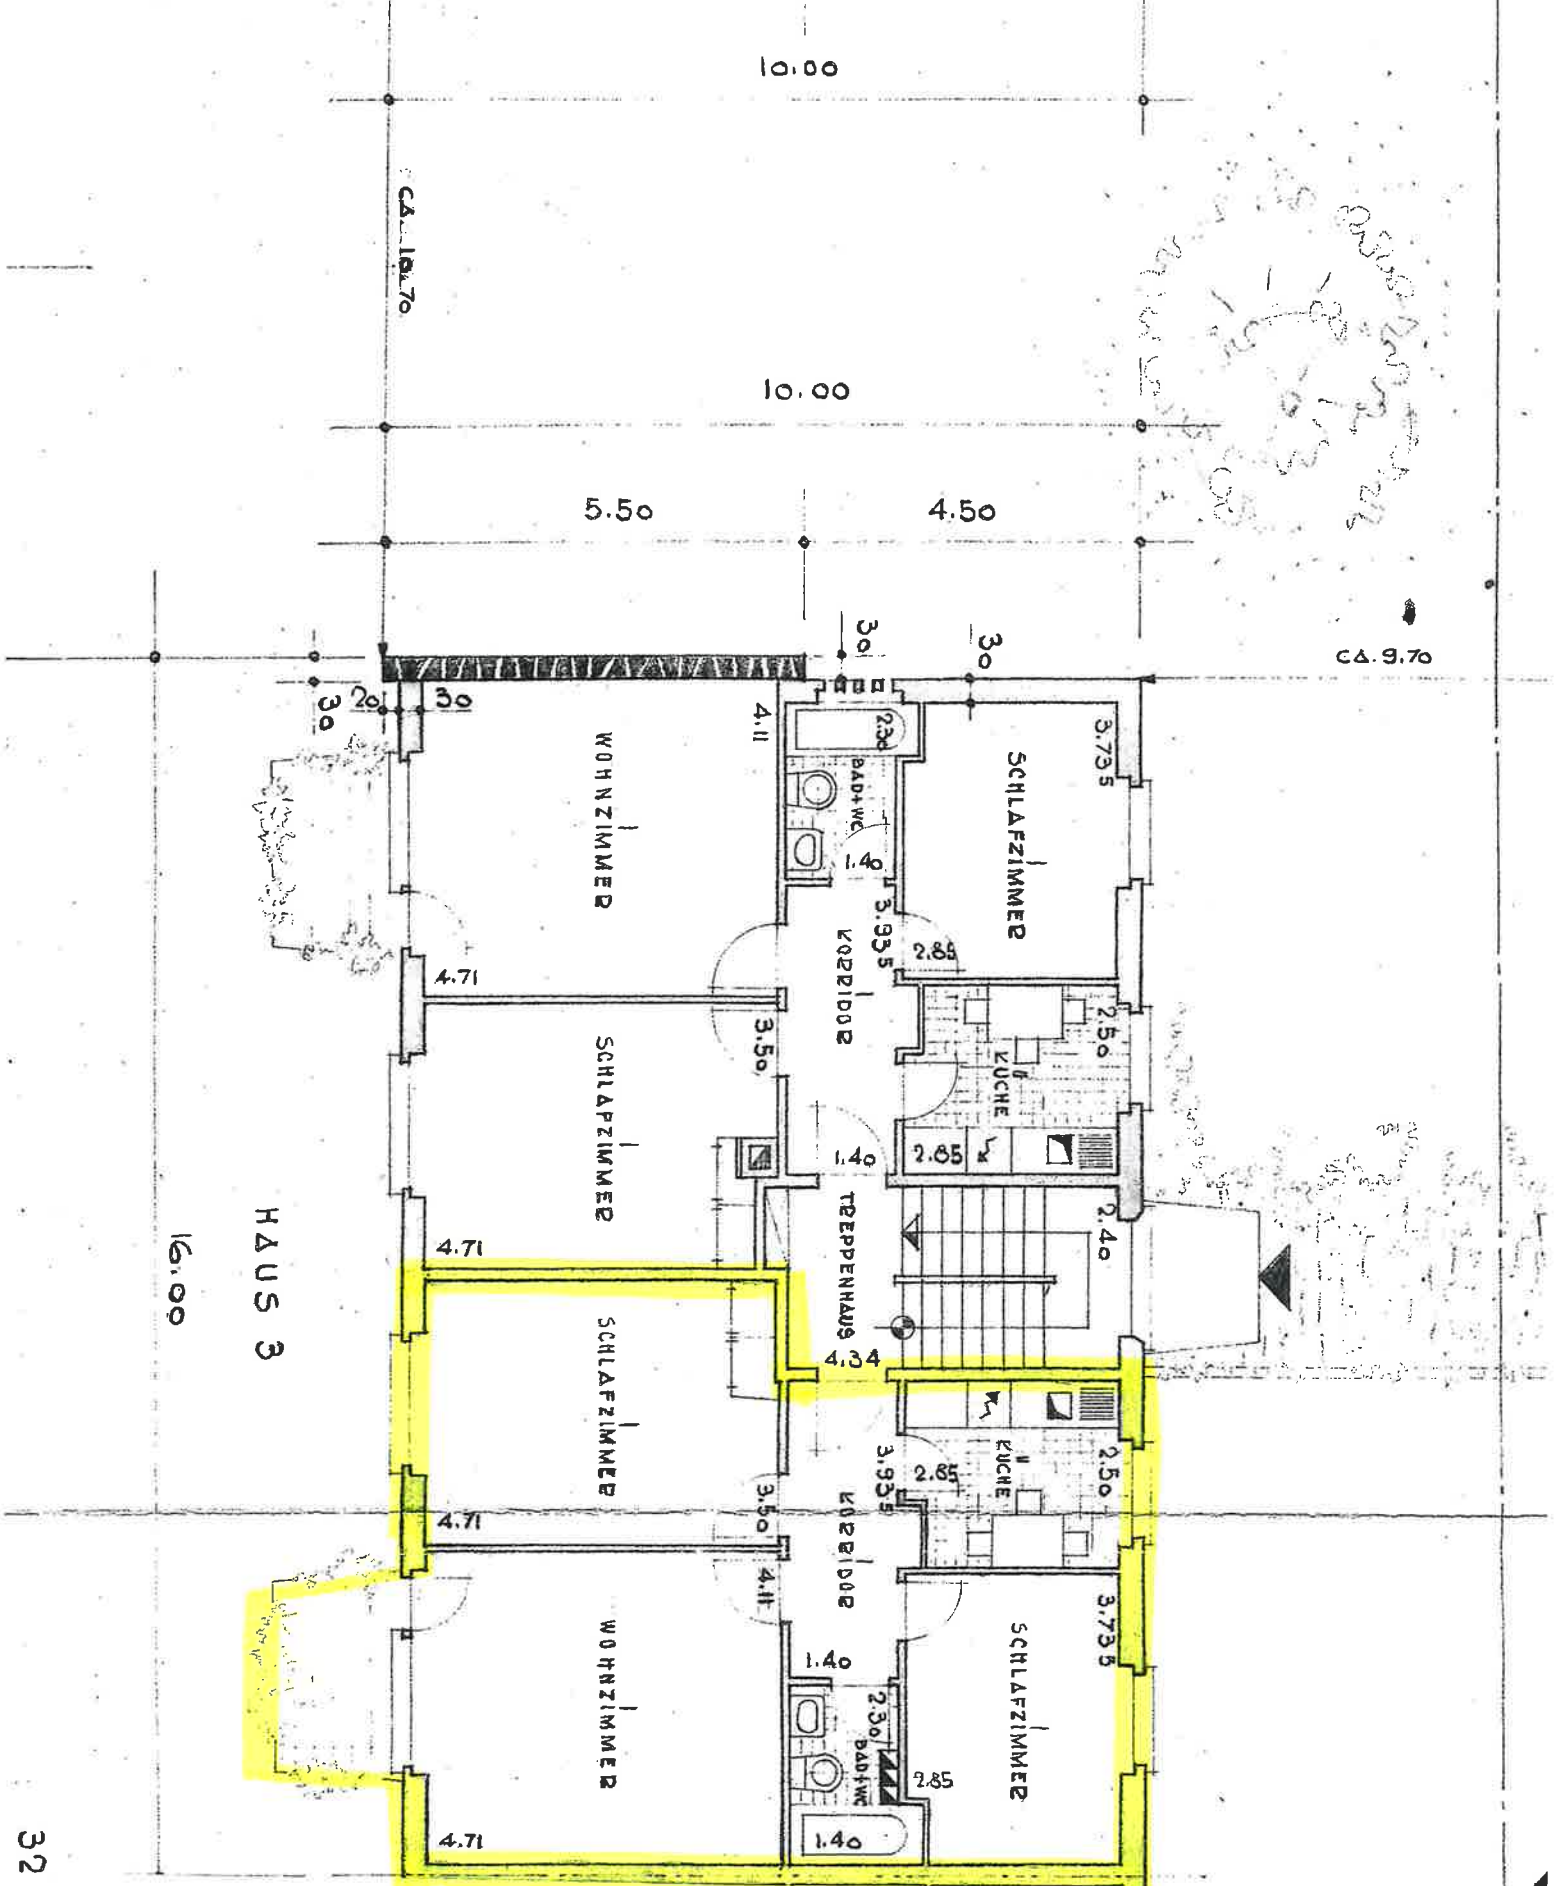 10.00
CA. 10.70
10.00
5.50
4.50
30
30
CA. 9.70
30
20
30
4.11
2.30
3.735
WOHNZIMMER
BAD+WC
SCHLAFZIMMER
1.40
3.935
KORRIDOR
2.85
4.71
3.50
2.50
KÜCHE
SCHLAFZIMMER
1.40
2.85
TREPPENHAUS
2.40
HAUS 3
16.00
4.71
4.34
SCHLAFZIMMER
KÜCHE
2.50
3.935
2.85
3.50
4.71
KORRIDOR
4.11
3.735
WOHNZIMMER
SCHLAFZIMMER
1.40
2.30
BAD+WC
2.85
1.40
4.71
32